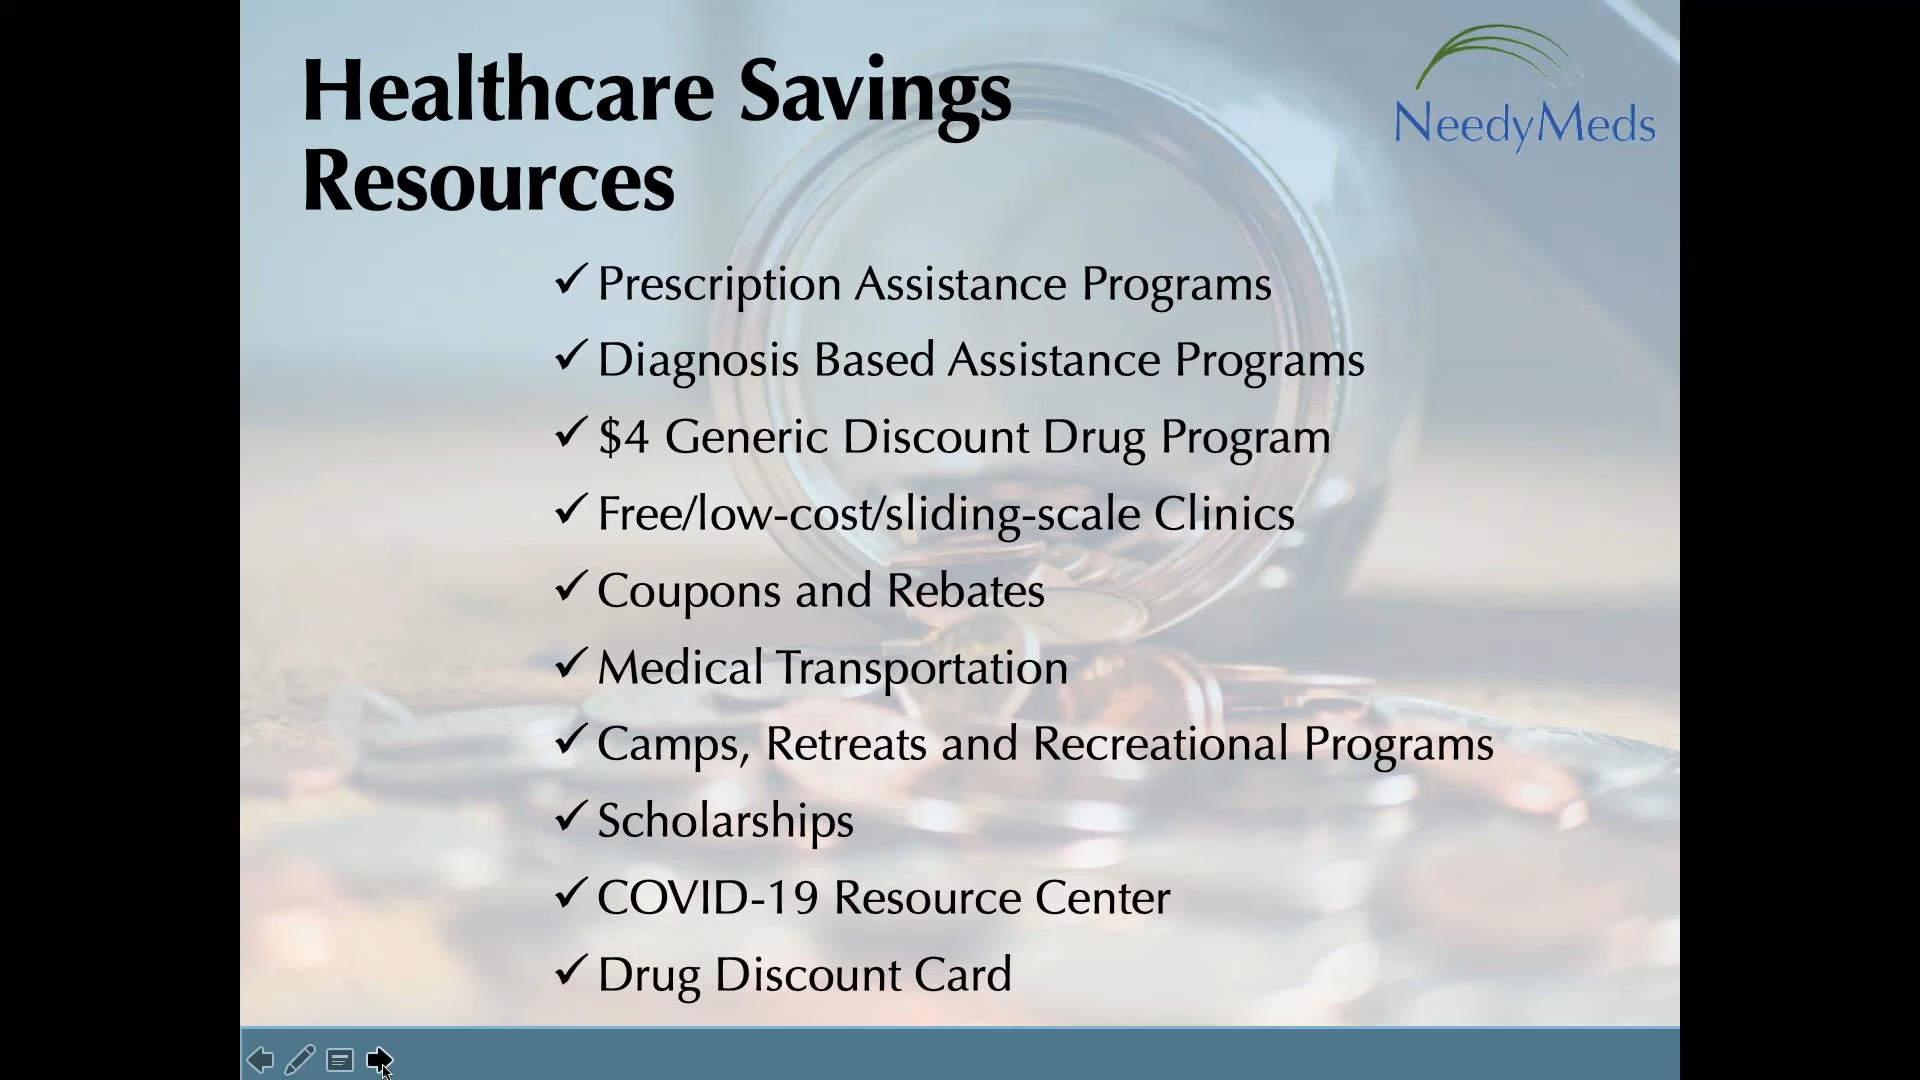 Healthcare Savings
Resources
NeedyMeds
✓ Prescription Assistance Programs
✓ Diagnosis Based Assistance Programs
✓ $4 Generic Discount Drug Program
✓ Free/low-cost/sliding-scale Clinics
✓ Coupons and Rebates
✓ Medical Transportation
✓ Camps, Retreats and Recreational Programs
✓ Scholarships
✓ COVID-19 Resource Center
✓ Drug Discount Card